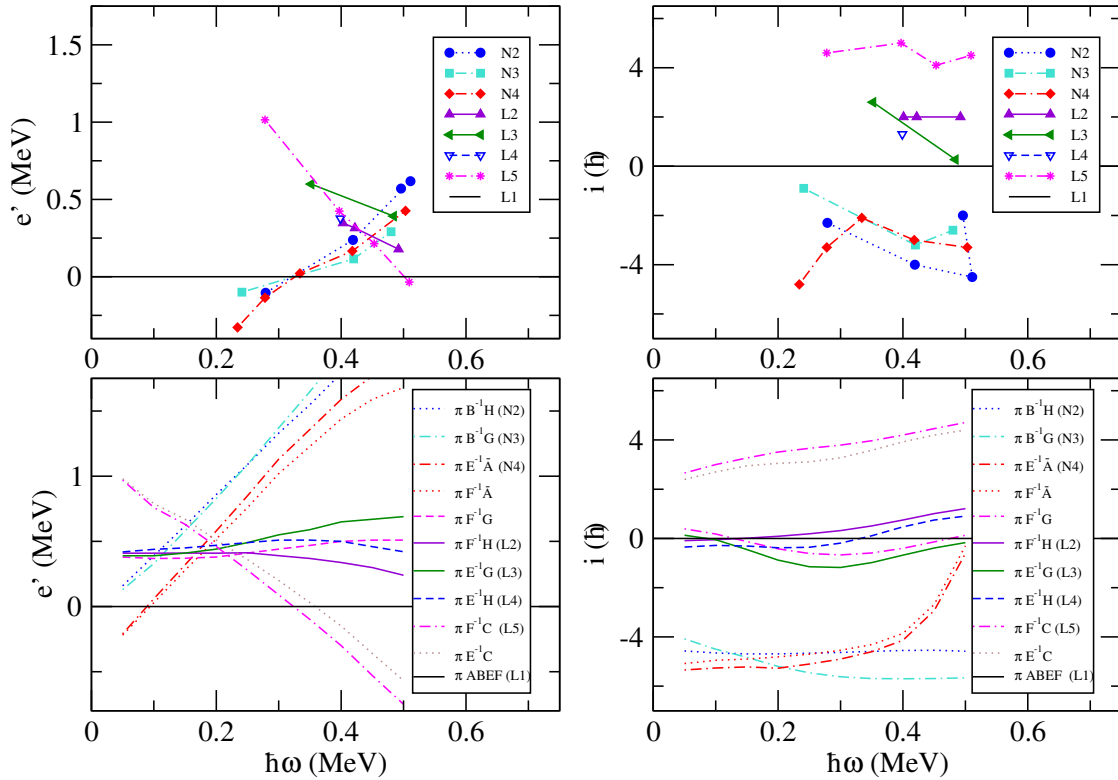 1.5
1
0.5
0
e’ (MeV)
N2
N3
N4
L2
L3
L4
L5
L1
0
0.2
0.4
0.6
4
0
-4
i (ħ)
N2
N3
N4
L2
L3
L4
L5
L1
0
0.2
0.4
0.6
1
0
e’ (MeV)
π B⁻¹H (N2)
π B⁻¹G (N3)
π E⁻¹Ā (N4)
π F⁻¹Ā
π F⁻¹G
π F⁻¹H (L2)
π E⁻¹G (L3)
π E⁻¹H (L4)
π F⁻¹C (L5)
π E⁻¹C
π ABEF (L1)
0
0.2
0.4
0.6
ħω (MeV)
4
0
-4
i (ħ)
π B⁻¹H (N2)
π B⁻¹G (N3)
π E⁻¹Ā (N4)
π F⁻¹Ā
π F⁻¹G
π F⁻¹H (L2)
π E⁻¹G (L3)
π E⁻¹H (L4)
π F⁻¹C (L5)
π E⁻¹C
π ABEF (L1)
0
0.2
0.4
0.6
ħω (MeV)